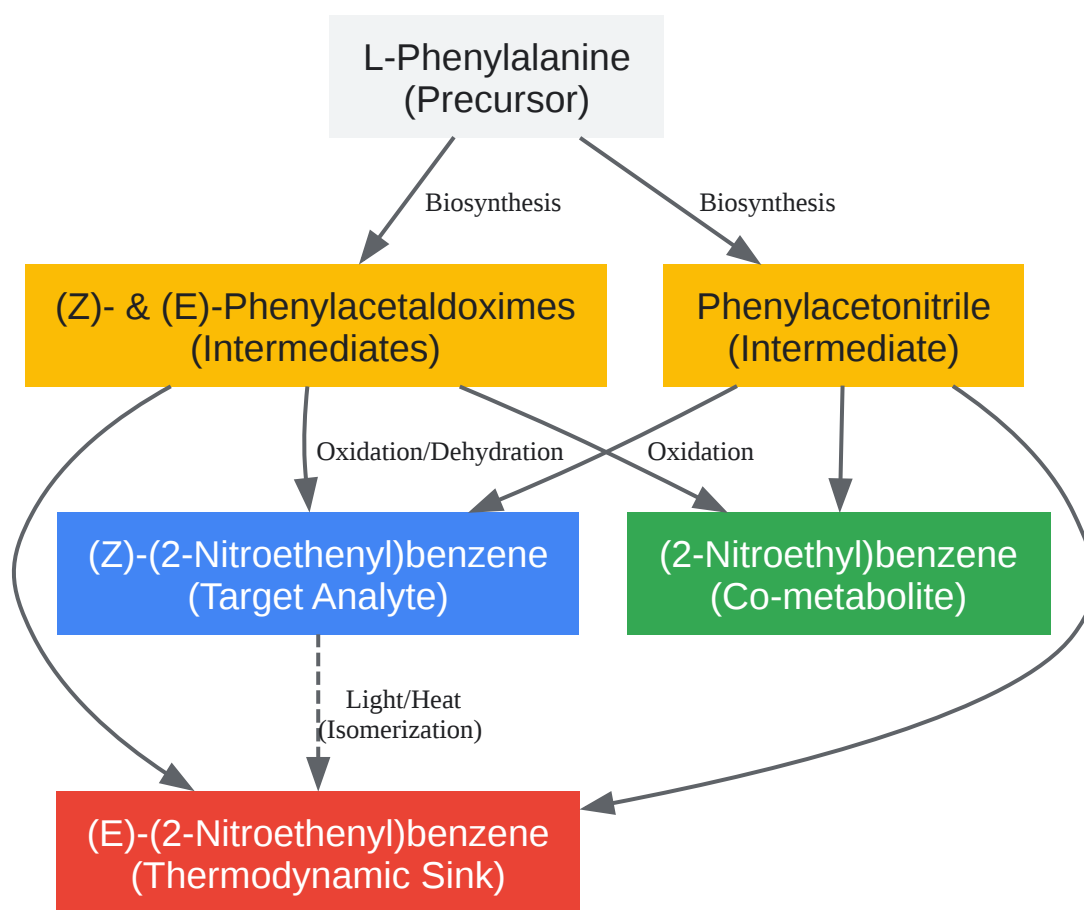 L-Phenylalanine
(Precursor)
Biosynthesis
Biosynthesis
(Z)- & (E)-Phenylacetaldoximes
(Intermediates)
Phenylacetonitrile
(Intermediate)
Oxidation/Dehydration
Oxidation
(Z)-(2-Nitroethenyl)benzene
(Target Analyte)
(2-Nitroethyl)benzene
(Co-metabolite)
Light/Heat
(Isomerization)
(E)-(2-Nitroethenyl)benzene
(Thermodynamic Sink)